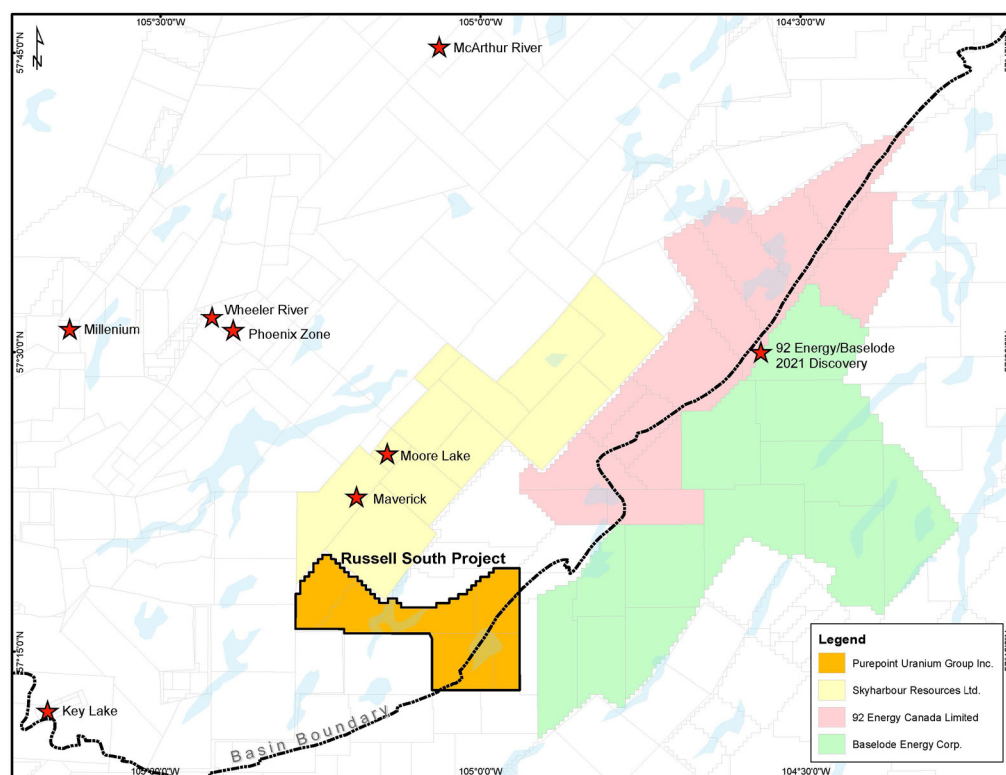 105°30'0"W
105°0'0"W
104°30'0"W
57°45'0"N
N
McArthur River
Wheeler River
Millenium
Phoenix Zone
57°30'0"N
92 Energy/Baselode
2021 Discovery
Moore Lake
Maverick
Russell South Project
57°15'0"N
Key Lake
Basin Boundary
Legend
Purepoint Uranium Group Inc.
Skyharbour Resources Ltd.
92 Energy Canada Limited
Baselode Energy Corp.
105°0'0"W
104°30'0"W